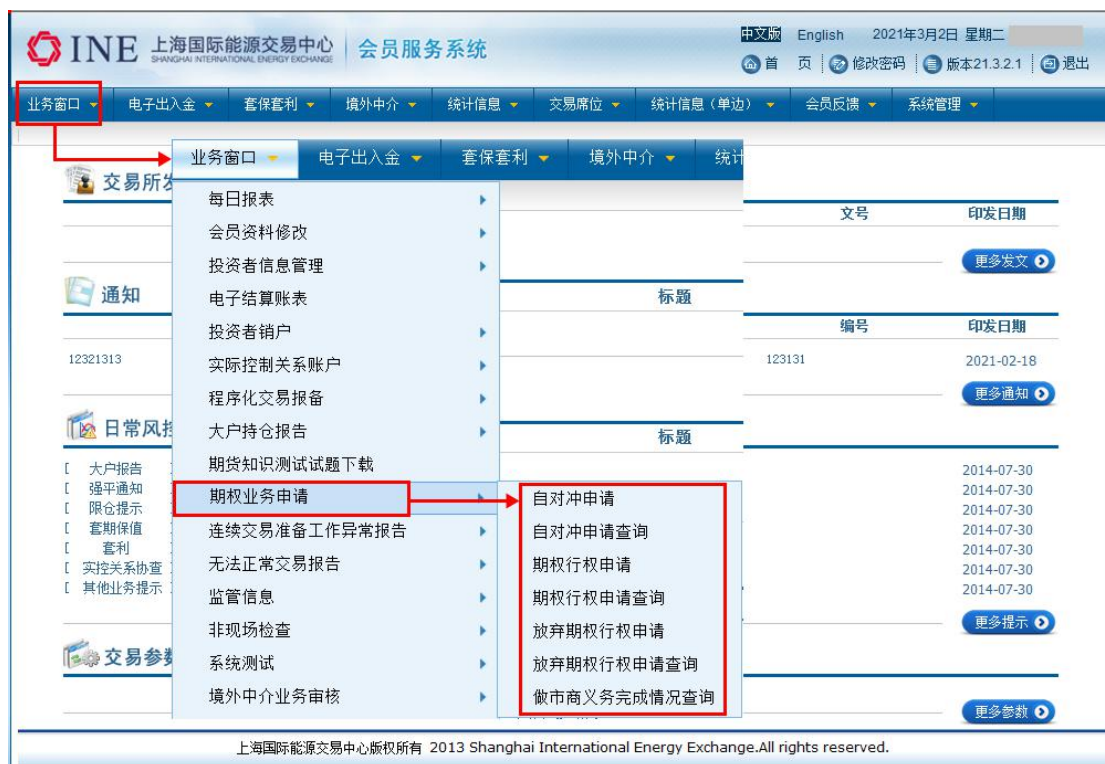 INE 上海国际能源交易中心 会员服务系统
SHANGHAI INTERNATIONAL ENERGY EXCHANGE
中文版 English 2021年3月2日 星期二
首 页 修改密码 版本21.3.2.1 退出
业务窗口 电子出入金 套保套利 境外中介 统计信息 交易席位 统计信息（单边） 会员反馈 系统管理
业务窗口 电子出入金 套保套利 境外中介 统计
交易所发
文号 印发日期
更多发文
通知
标题
编号 印发日期
12321313 123131 2021-02-18
更多通知
日常风控
标题
[ 大户报告 ] 2014-07-30
[ 强平通知 ] 2014-07-30
[ 限仓提示 ] 2014-07-30
[ 套期保值 ] 2014-07-30
[ 套利 ] 2014-07-30
[ 实控关系协查 ] 2014-07-30
[ 其他业务提示 ] 2014-07-30
更多提示
交易参数
更多参数
每日报表
会员资料修改
投资者信息管理
电子结算账表
投资者销户
实际控制关系账户
程序化交易报备
大户持仓报告
期货知识测试试题下载
期权业务申请
连续交易准备工作异常报告
无法正常交易报告
监管信息
非现场检查
系统测试
境外中介业务审核
自对冲申请
自对冲申请查询
期权行权申请
期权行权申请查询
放弃期权行权申请
放弃期权行权申请查询
做市商义务完成情况查询
上海国际能源交易中心版权所有 2013 Shanghai International Energy Exchange.All rights reserved.